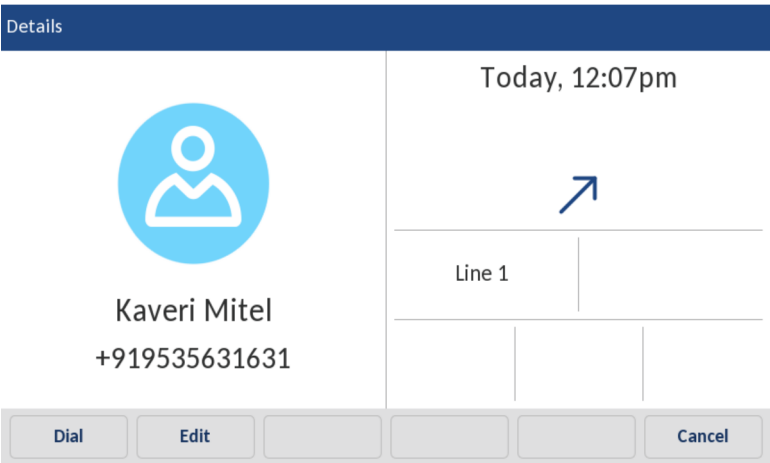 Details
Kaveri Mitel
+919535631631
Today, 12:07pm
Line 1
Dial
Edit
Cancel